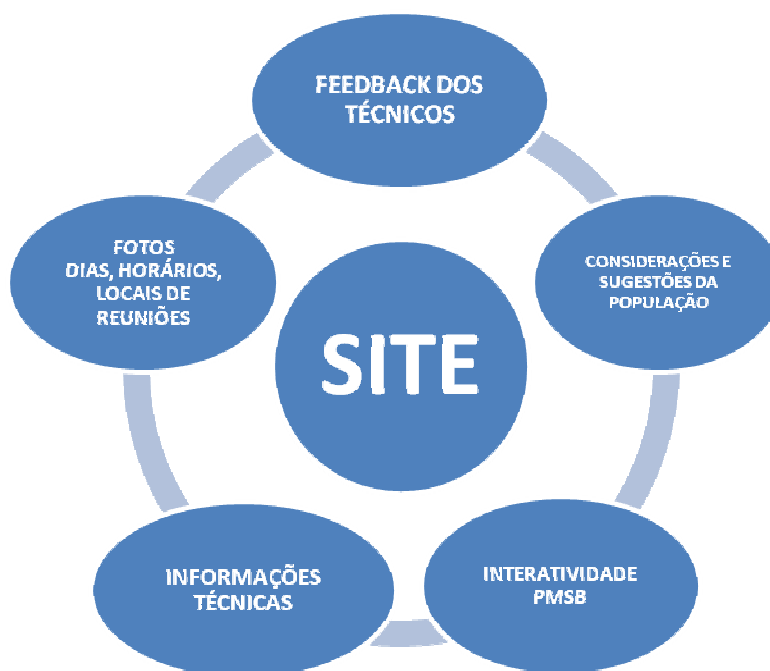 FEEDBACK DOS
TÉCNICOS
CONSIDERAÇÕES E
SUGESTÕES DA
POPULAÇÃO
INTERATIVIDADE
PMSB
INFORMAÇÕES
TÉCNICAS
FOTOS
DIAS, HORÁRIOS,
LOCAIS DE
REUNIÕES
SITE